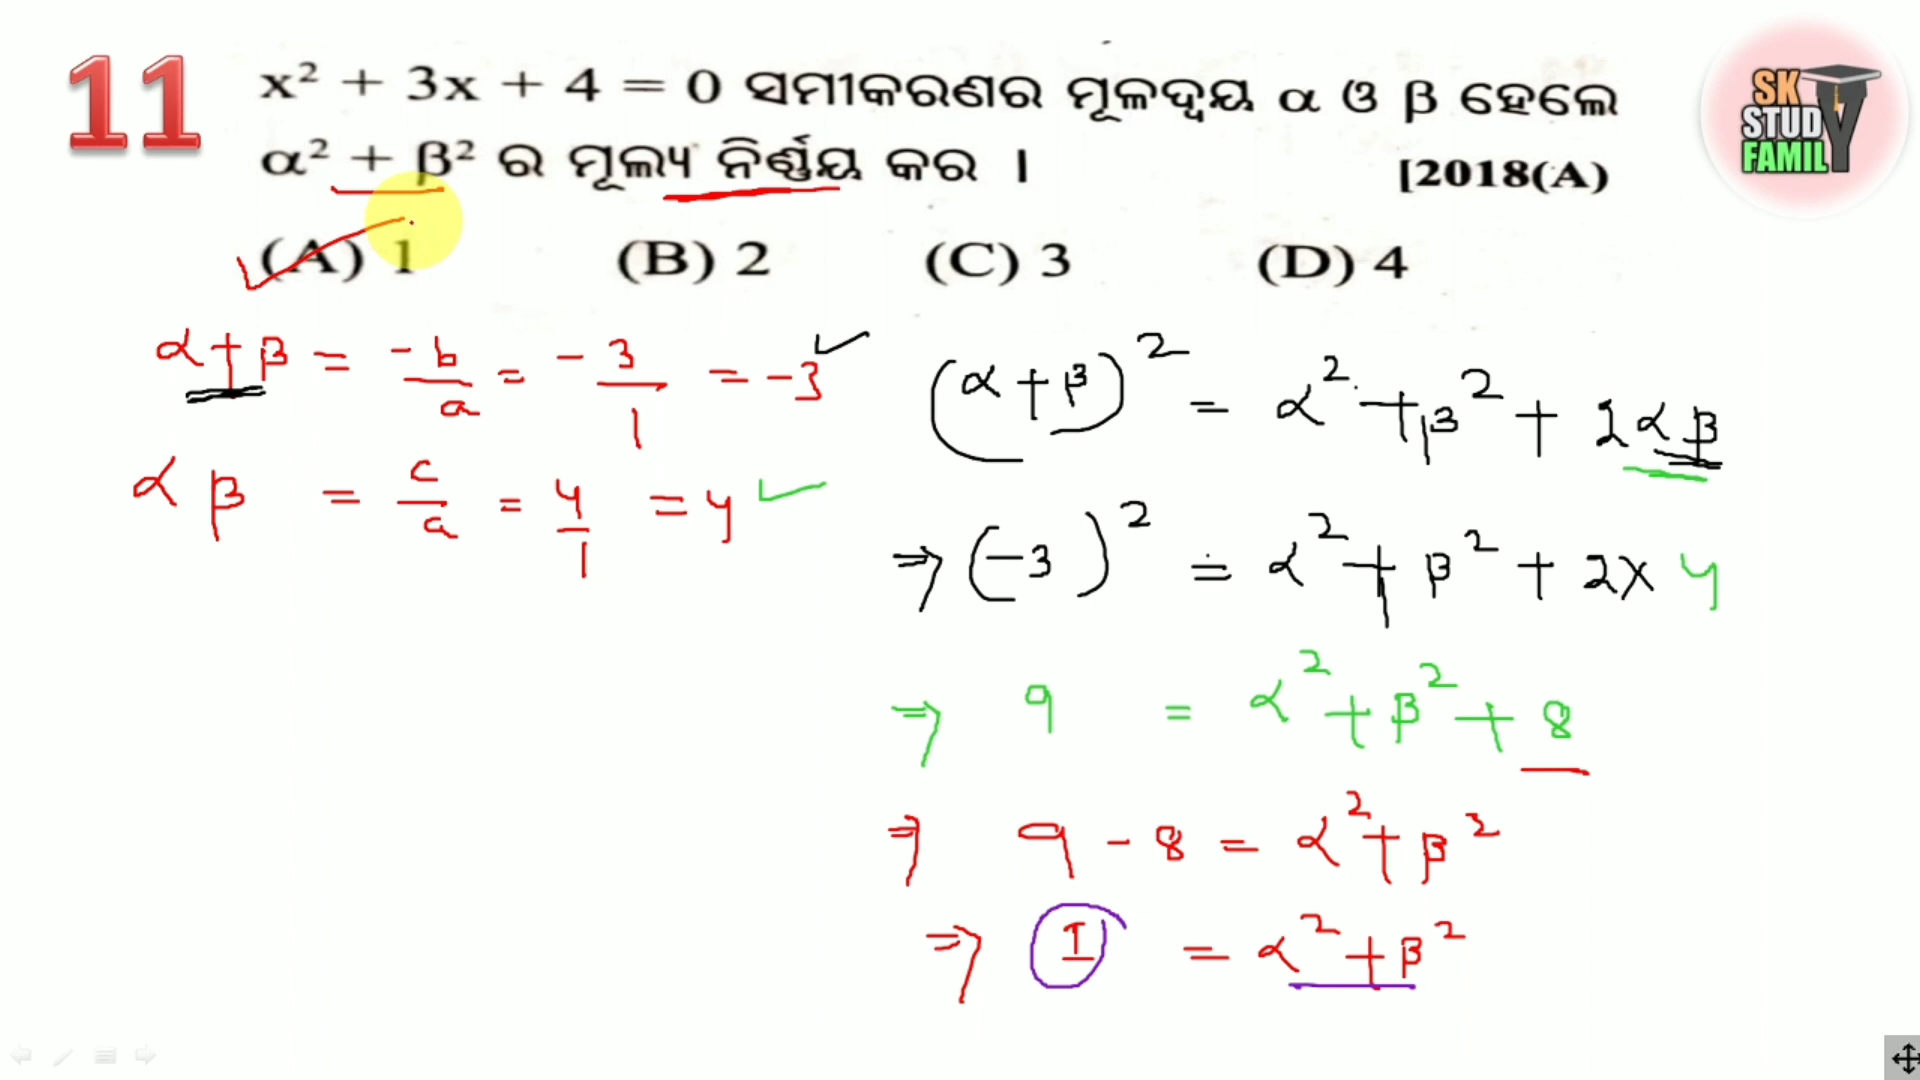 11
x² + 3x + 4 = 0 ସମୀକରଣର ମୂଳଦ୍ୱୟ α ଓ β ହେଲେ
α² + β² ର ମୂଲ୍ୟ ନିର୍ଣ୍ଣୟ କର ।
[2018(A)
(A) 1 (B) 2 (C) 3 (D) 4
SK
STUDY
FAMILY
α+β = -b/a = -3/1 = -3
αβ = c/a = 4/1 = 4
(α+β)² = α²+β²+2αβ
⇒ (-3)² = α²+β²+2×4
⇒ 9 = α²+β²+8
⇒ 9-8 = α²+β²
⇒ 1 = α²+β²